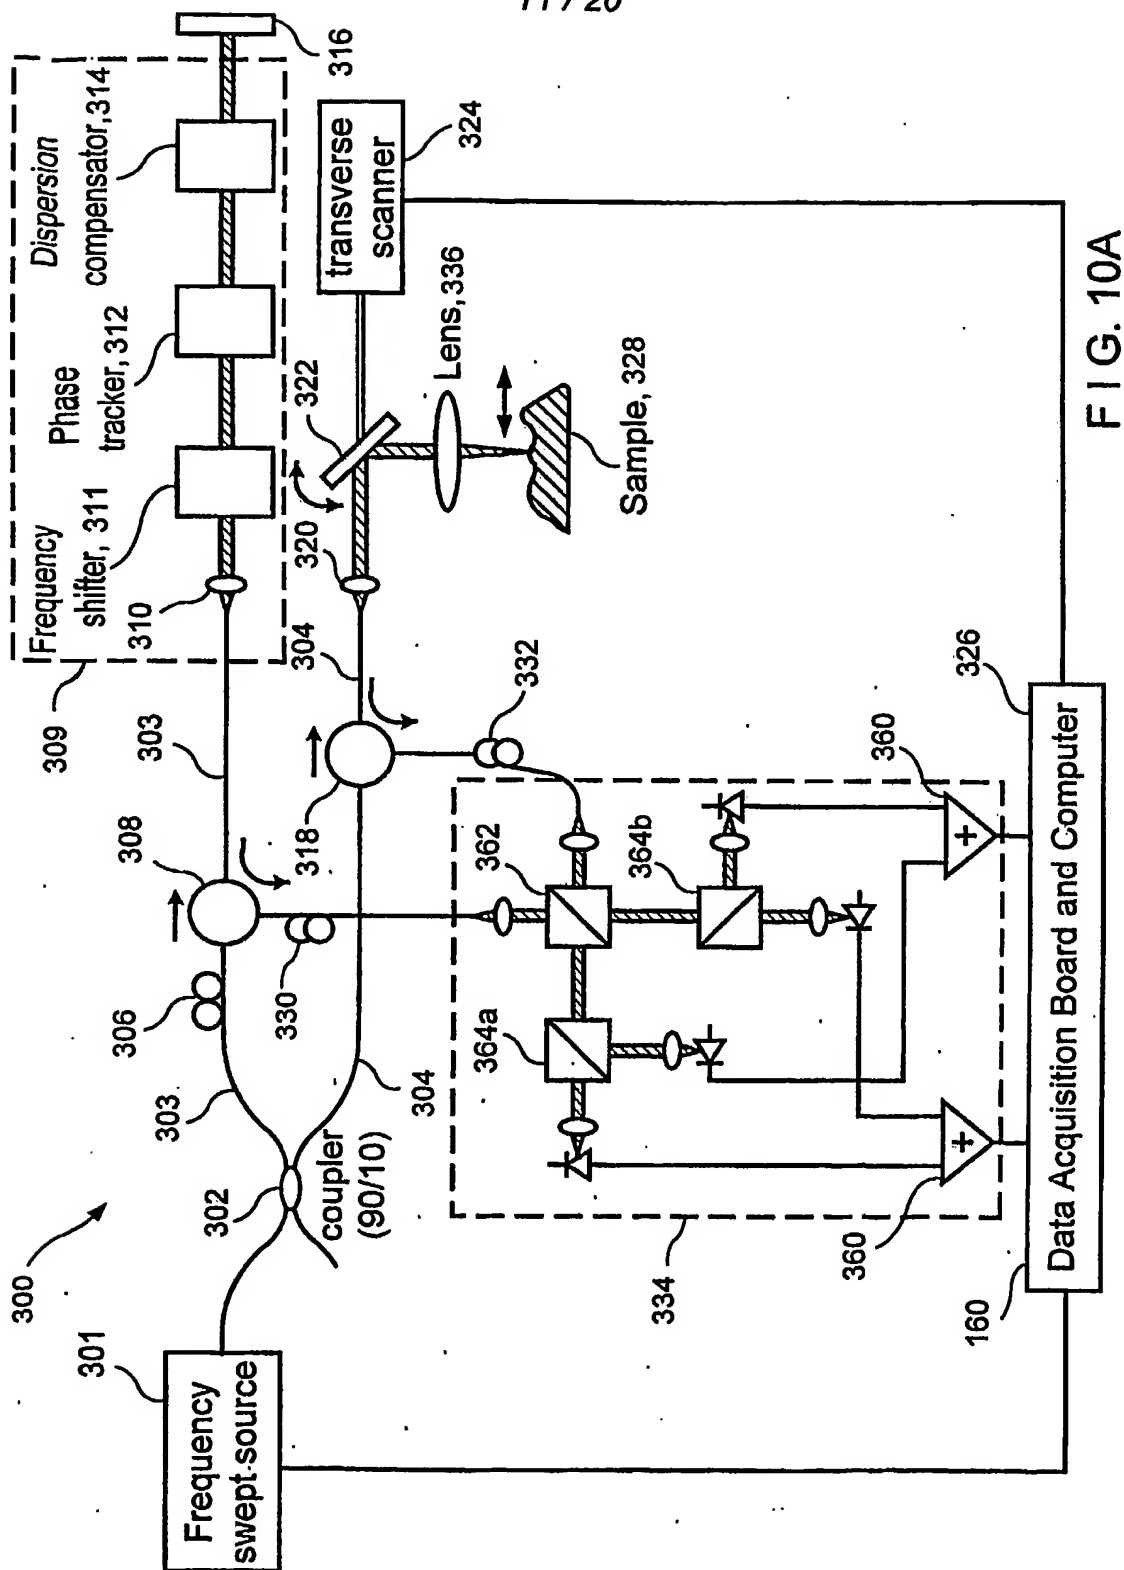 11 / 20
300
301
Frequency
swept source
302
coupler
(90/10)
303
304
306
308
303
330
309
Frequency
shifter, 311
310
Phase
tracker, 312
Dispersion
compensator, 314
316
318
304
320
322
transverse
scanner
324
Lens, 336
Sample, 328
332
334
362
364a
364b
360
+
360
+
160
326
Data Acquisition Board and Computer
FIG. 10A